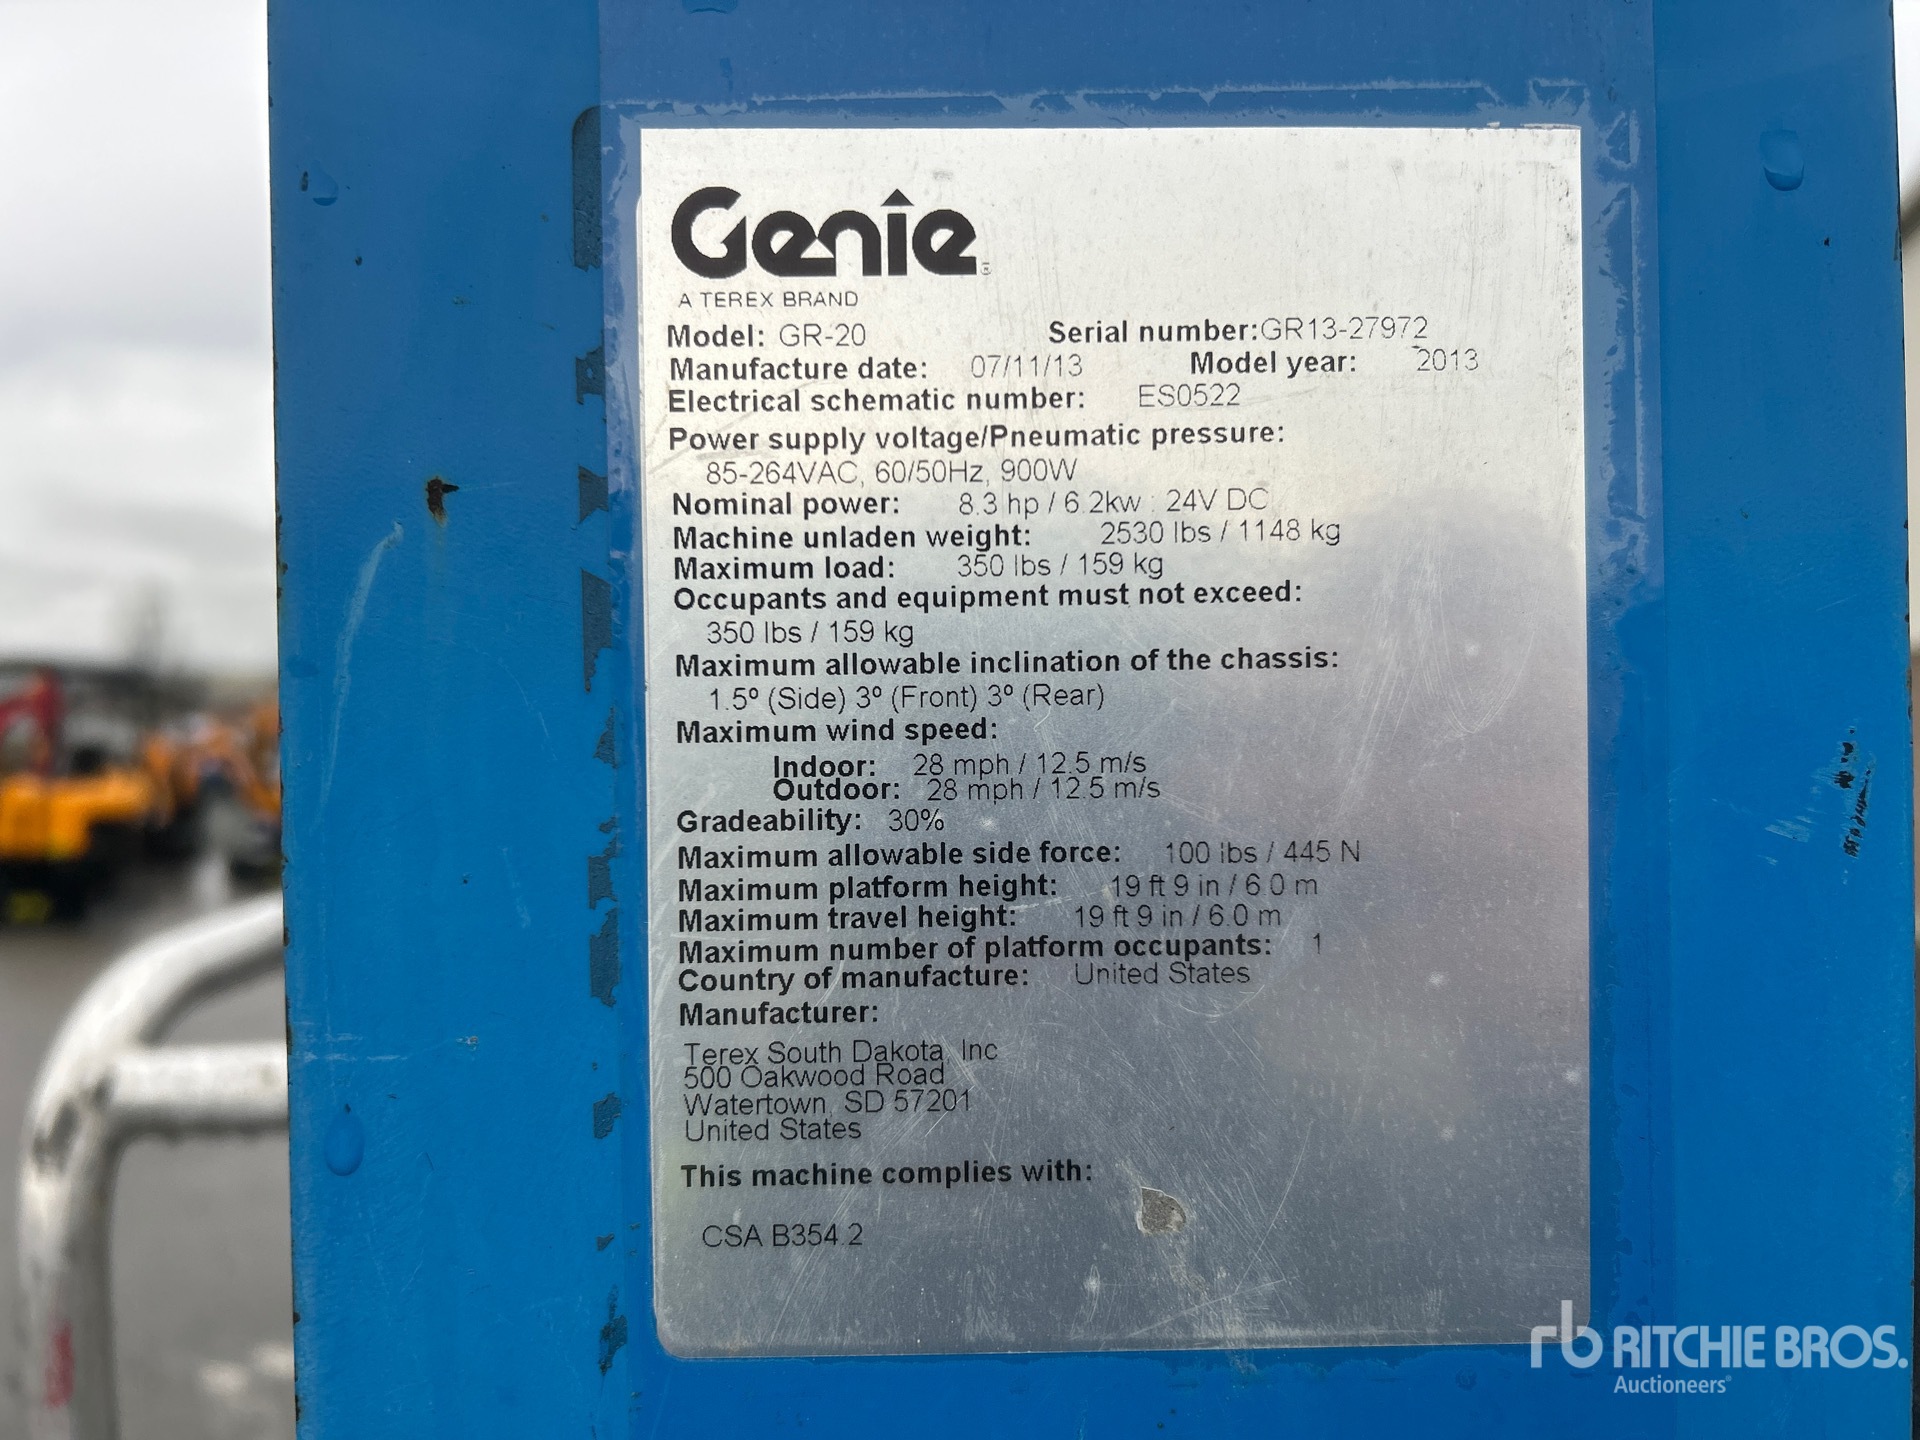 Genie
A TEREX BRAND
Model: GR-20 Serial number:GR13-27972
Manufacture date: 07/11/13 Model year: 2013
Electrical schematic number: ES0522
Power supply voltage/Pneumatic pressure:
85-264VAC, 60/50Hz, 900W
Nominal power: 8.3 hp / 6.2kw : 24V DC
Machine unladen weight: 2530 lbs / 1148 kg
Maximum load: 350 lbs / 159 kg
Occupants and equipment must not exceed:
350 lbs / 159 kg
Maximum allowable inclination of the chassis:
1.5º (Side) 3º (Front) 3º (Rear)
Maximum wind speed:
Indoor: 28 mph / 12.5 m/s
Outdoor: 28 mph / 12.5 m/s
Gradeability: 30%
Maximum allowable side force: 100 lbs / 445 N
Maximum platform height: 19 ft 9 in / 6.0 m
Maximum travel height: 19 ft 9 in / 6.0 m
Maximum number of platform occupants: 1
Country of manufacture: United States
Manufacturer:
Terex South Dakota, Inc
500 Oakwood Road
Watertown, SD 57201
United States
This machine complies with:
CSA B354.2
rb RITCHIE BROS.
Auctioneers®